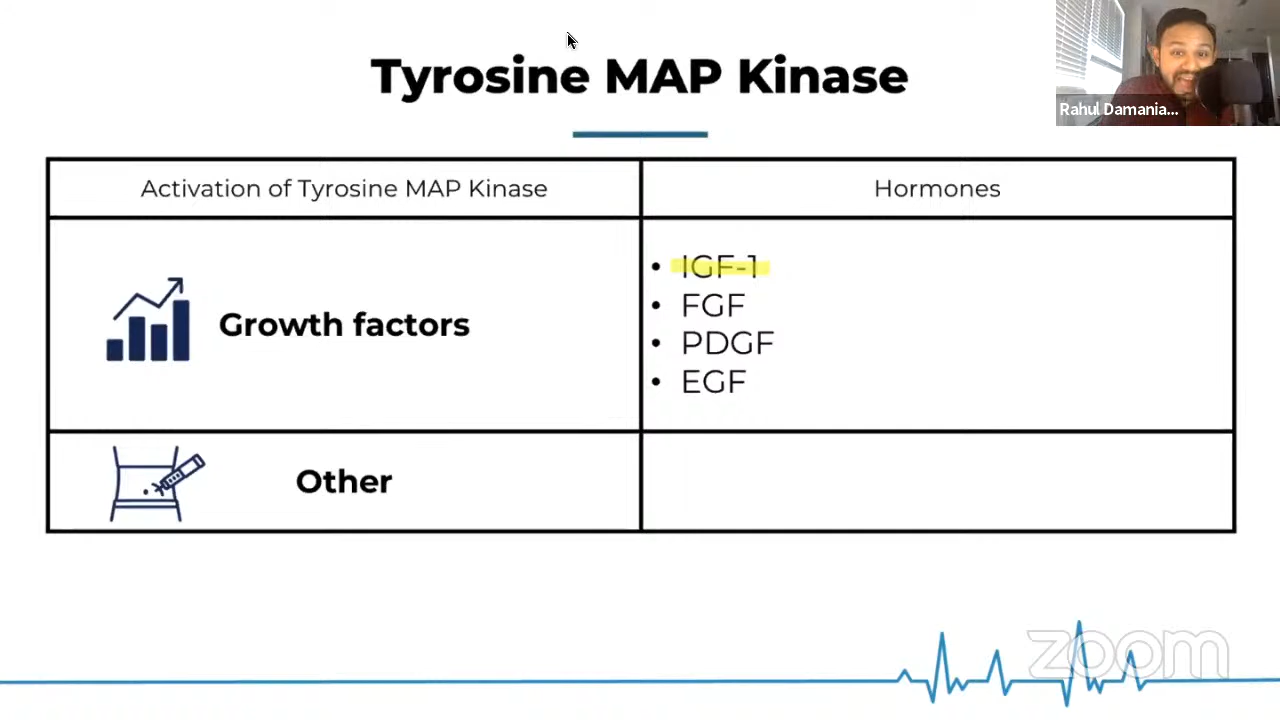 Tyrosine MAP Kinase
Rahul Damania...
Activation of Tyrosine MAP Kinase
Hormones
Growth factors
• IGF-1
• FGF
• PDGF
• EGF
Other
zoom